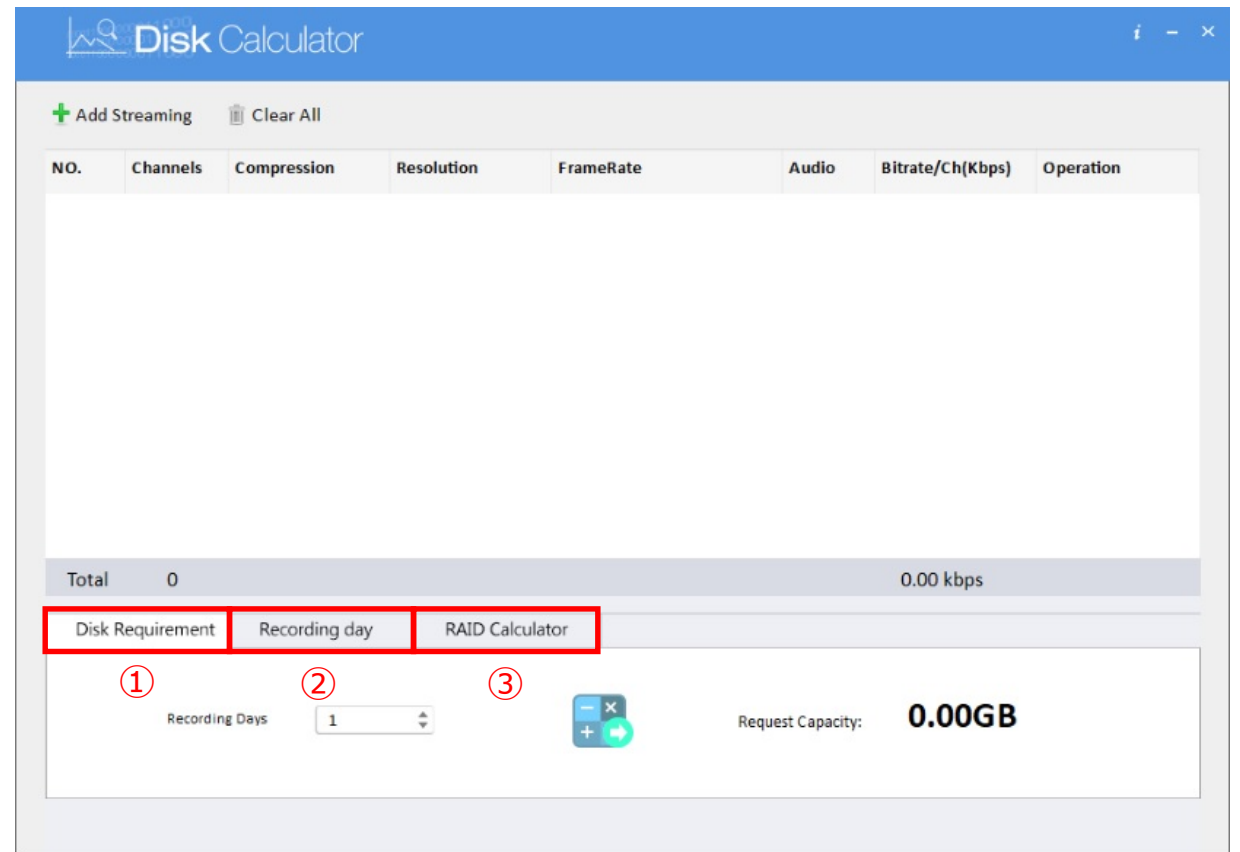 Disk Calculator
i − ×
Add Streaming Clear All
NO. Channels Compression Resolution FrameRate Audio Bitrate/Ch(Kbps) Operation
Total 0 0.00 kbps
Disk Requirement Recording day RAID Calculator
① ② ③
Recording Days 1 Request Capacity: 0.00GB